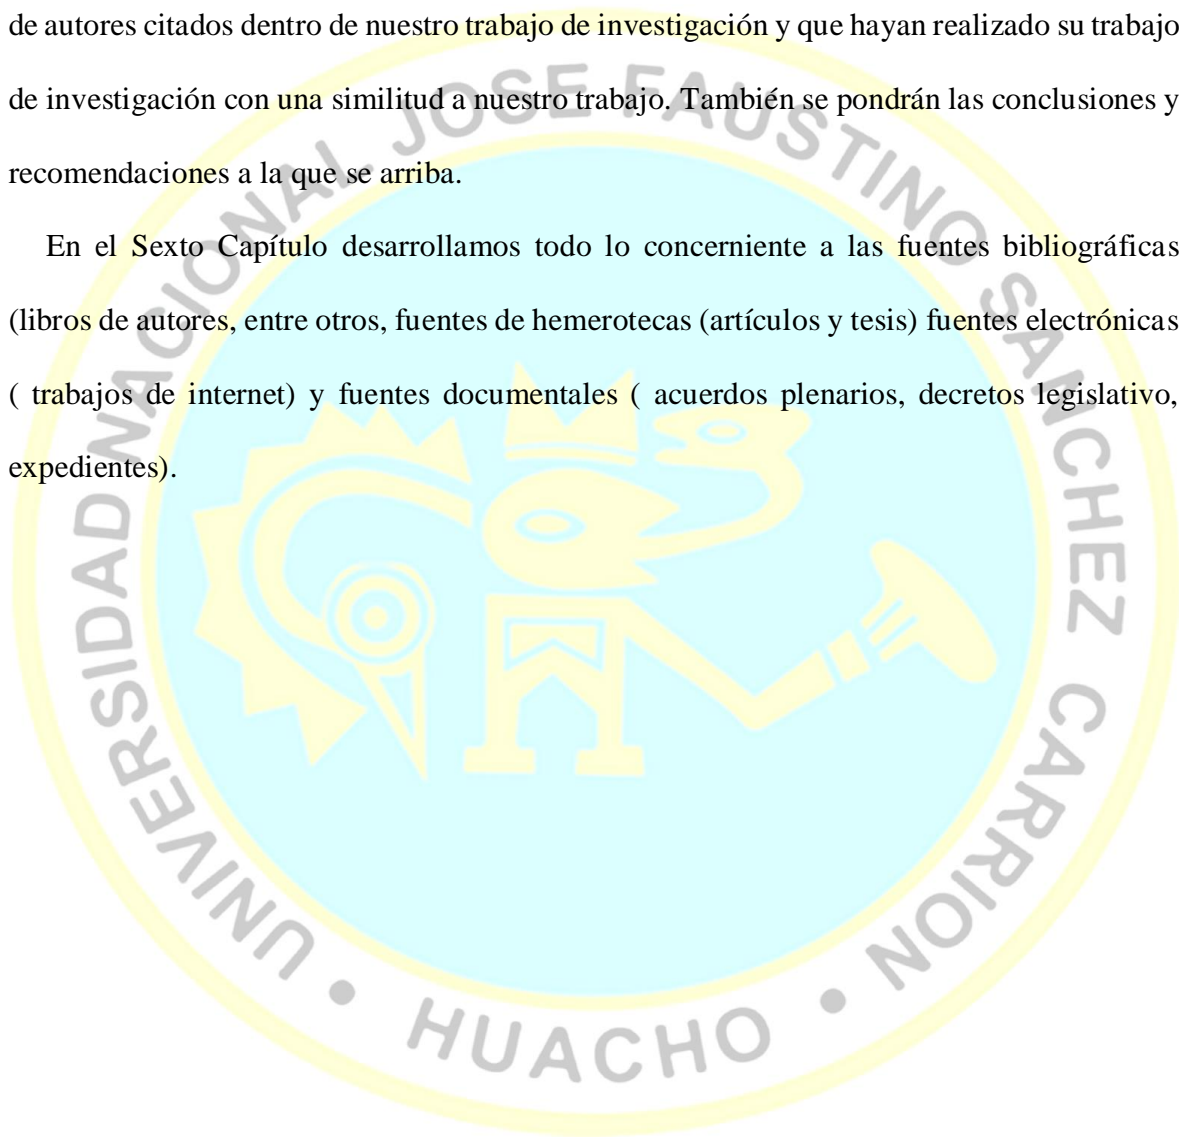 de autores citados dentro de nuestro trabajo de investigación y que hayan realizado su trabajo
de investigación con una similitud a nuestro trabajo. También se pondrán las conclusiones y
recomendaciones a la que se arriba.
En el Sexto Capítulo desarrollamos todo lo concerniente a las fuentes bibliográficas
(libros de autores, entre otros, fuentes de hemerotecas (artículos y tesis) fuentes electrónicas
( trabajos de internet) y fuentes documentales ( acuerdos plenarios, decretos legislativo,
expedientes).
UNIVERSIDAD NACIONAL JOSE FAUSTINO SANCHEZ CARRION
• HUACHO •